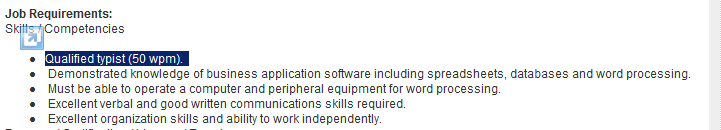 Job Requirements:
Skills / Competencies
● Qualified typist (50 wpm).
● Demonstrated knowledge of business application software including spreadsheets, databases and word processing.
● Must be able to operate a computer and peripheral equipment for word processing.
● Excellent verbal and good written communications skills required.
● Excellent organization skills and ability to work independently.